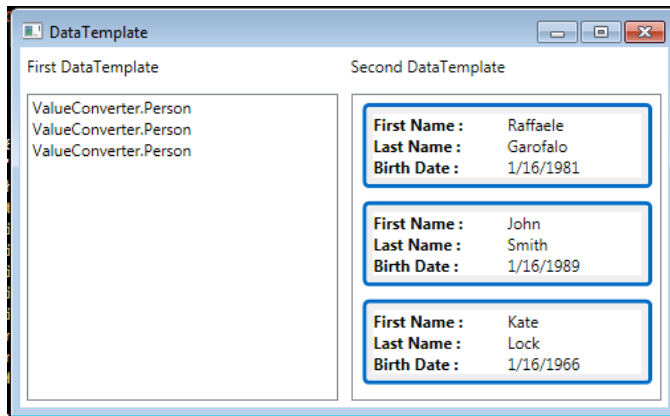 DataTemplate
First DataTemplate
Second DataTemplate
ValueConverter.Person
ValueConverter.Person
ValueConverter.Person
First Name : Raffaele
Last Name : Garofalo
Birth Date : 1/16/1981
First Name : John
Last Name : Smith
Birth Date : 1/16/1989
First Name : Kate
Last Name : Lock
Birth Date : 1/16/1966